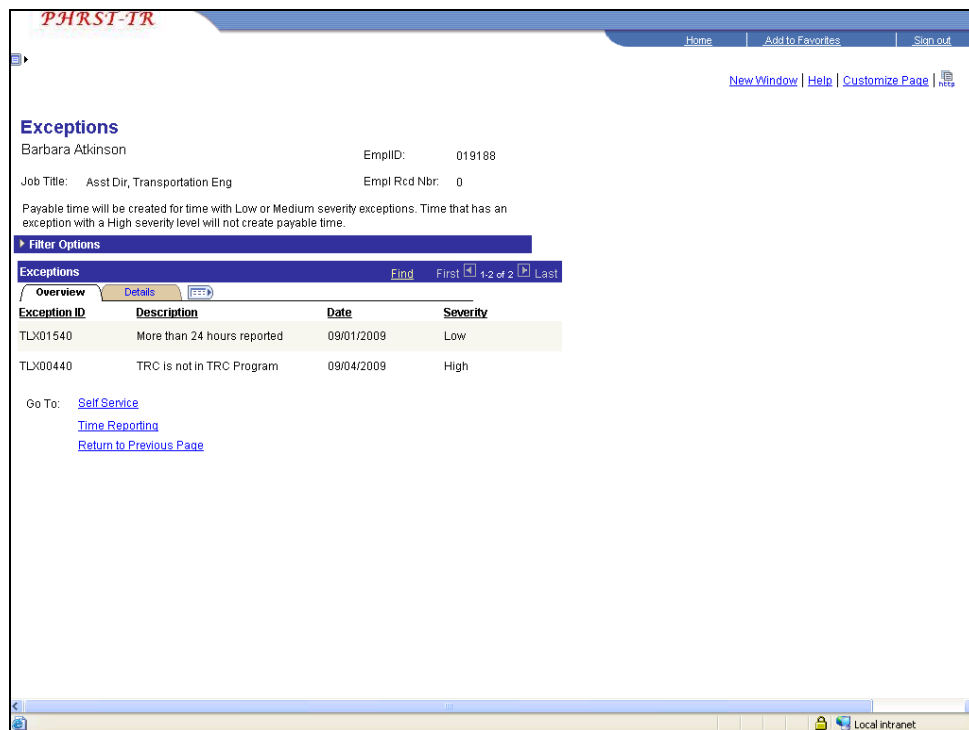 PHRST-TR
Home Add to Favorites Sign out
New Window | Help | Customize Page | http
Exceptions
Barbara Atkinson EmplID: 019188
Job Title: Asst Dir, Transportation Eng Empl Rcd Nbr: 0
Payable time will be created for time with Low or Medium severity exceptions. Time that has an
exception with a High severity level will not create payable time.
Filter Options
Exceptions Find First 1-2 of 2 Last
Overview Details
Exception ID Description Date Severity
TLX01540 More than 24 hours reported 09/01/2009 Low
TLX00440 TRC is not in TRC Program 09/04/2009 High
Go To: Self Service
Time Reporting
Return to Previous Page
Local intranet